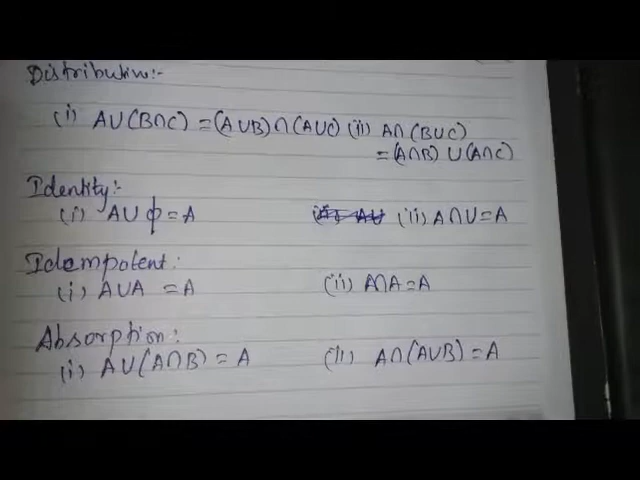 Distributive:-
(i) A∪(B∩C) = (A∪B)∩(A∪C) (ii) A∩(B∪C)
= (A∩B) ∪ (A∩C)
Identity:-
(i) A∪ϕ = A (ii) A∩U = A
Idempotent:
(i) A∪A = A (ii) A∩A = A
Absorption:
(i) A∪(A∩B) = A (ii) A∩(A∪B) = A